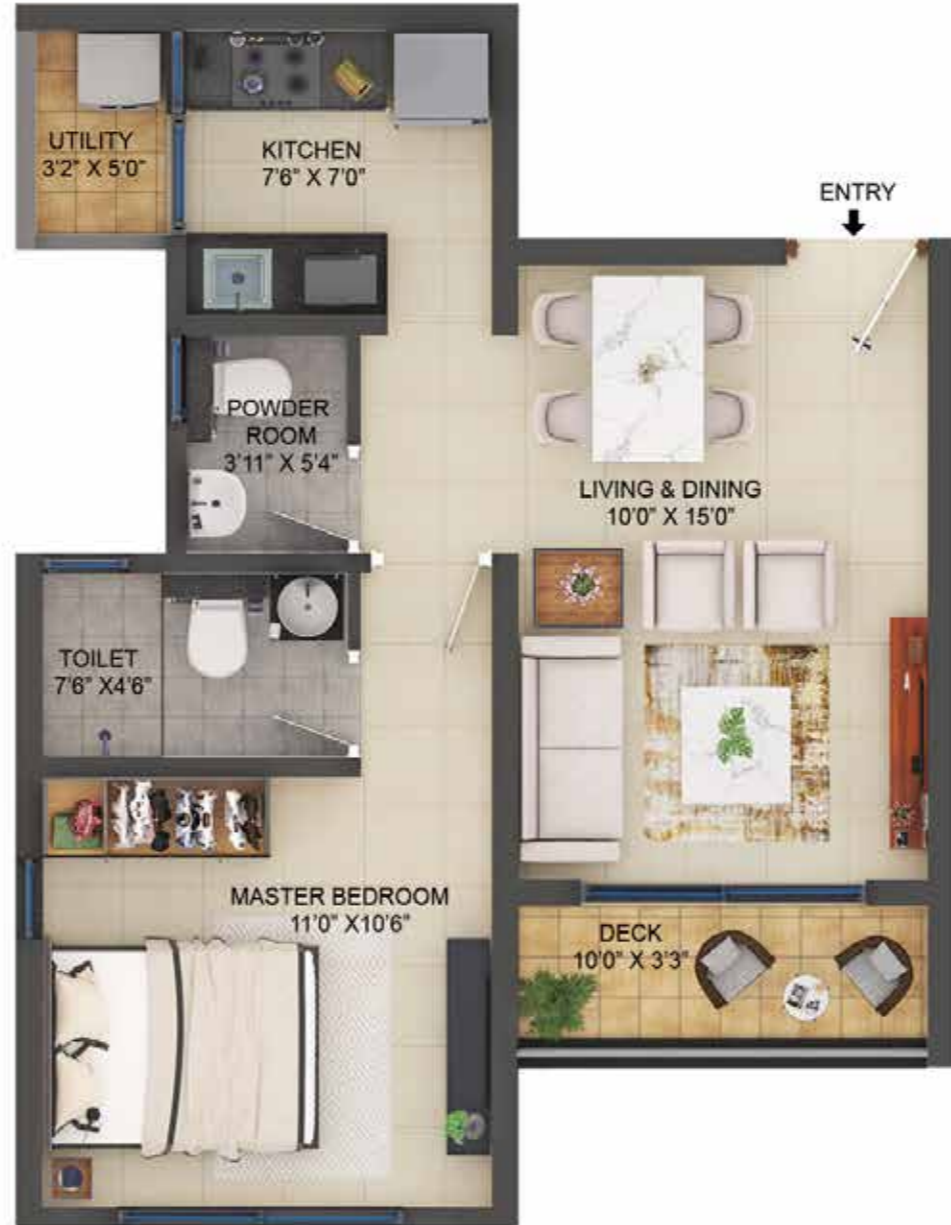 UTILITY
3'2" X 5'0"
KITCHEN
7'6" X 7'0"
ENTRY
POWDER
ROOM
3'11" X 5'4"
LIVING & DINING
10'0" X 15'0"
TOILET
7'6" X4'6"
MASTER BEDROOM
11'0" X10'6"
DECK
10'0" X 3'3"